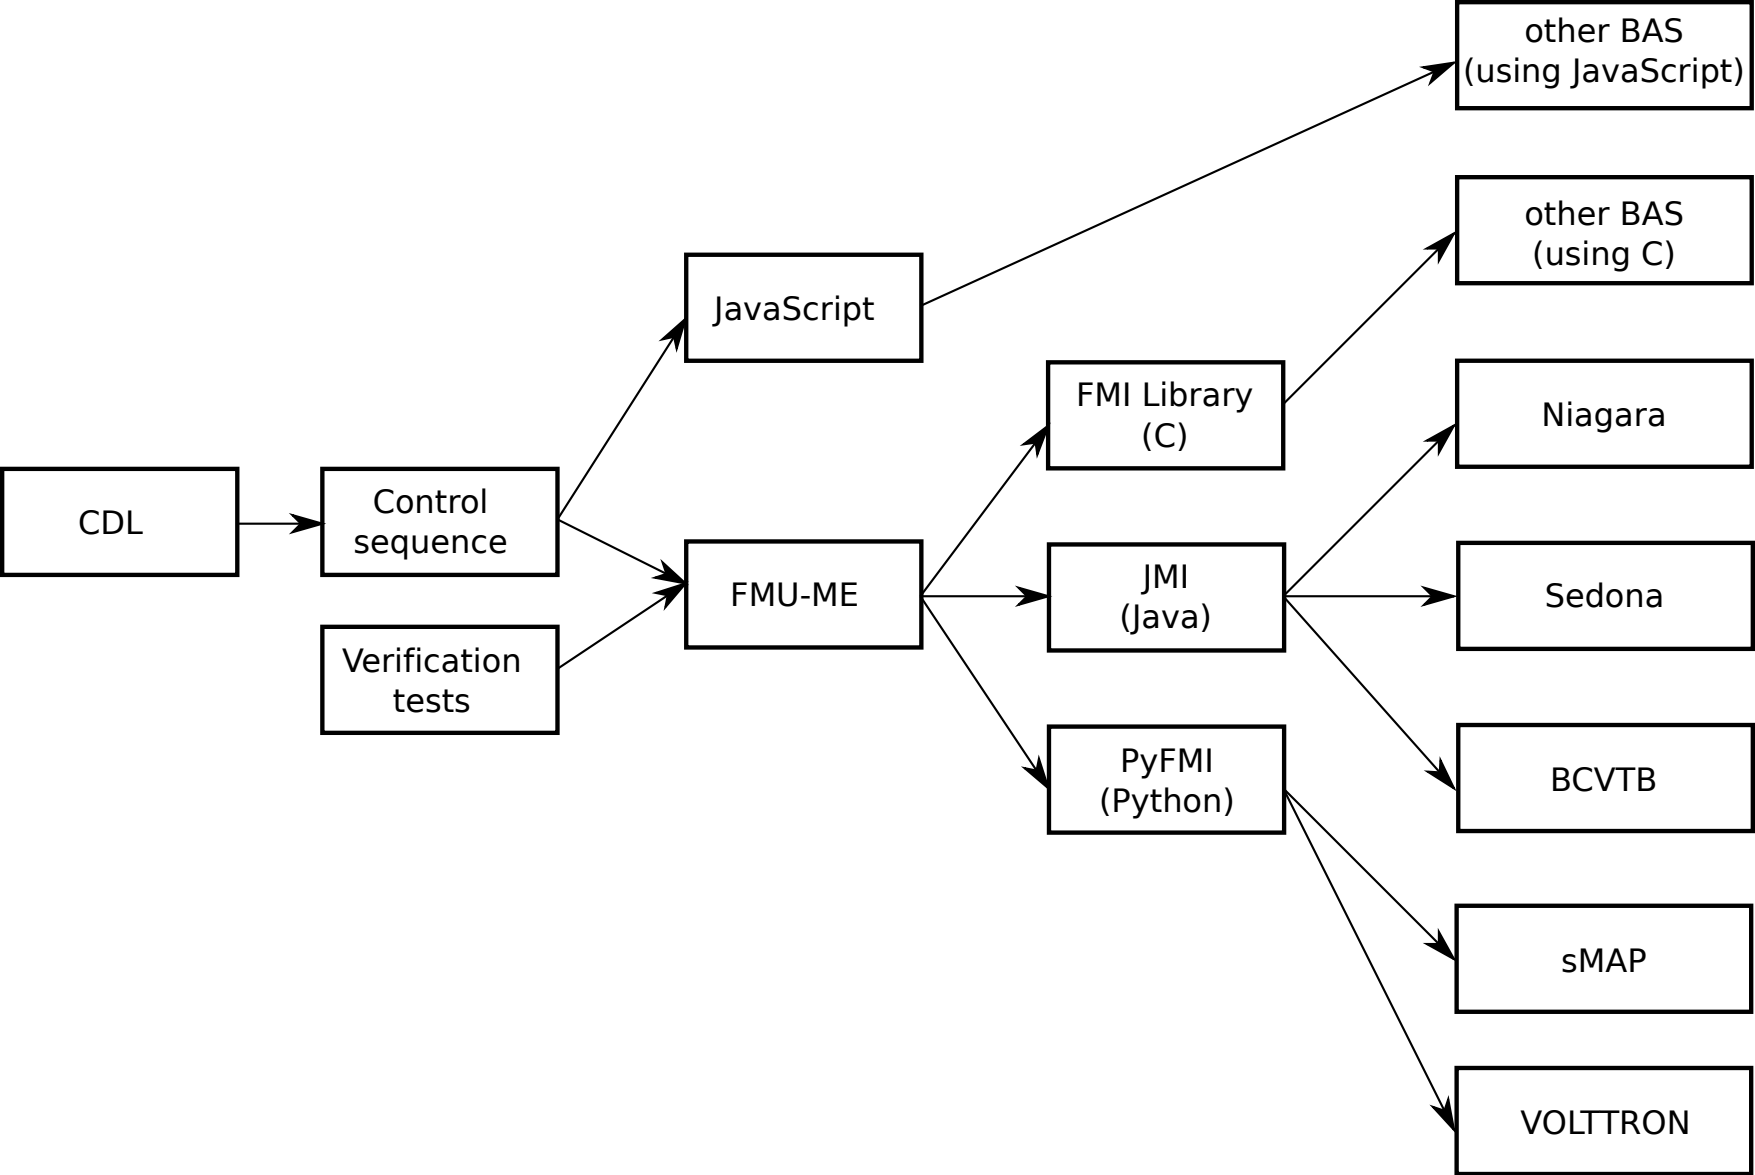 other BAS
(using JavaScript)
other BAS
(using C)
JavaScript
FMI Library
(C)
Niagara
CDL
Control
sequence
FMU-ME
JMI
(Java)
Sedona
Verification
tests
PyFMI
(Python)
BCVTB
sMAP
VOLTTRON